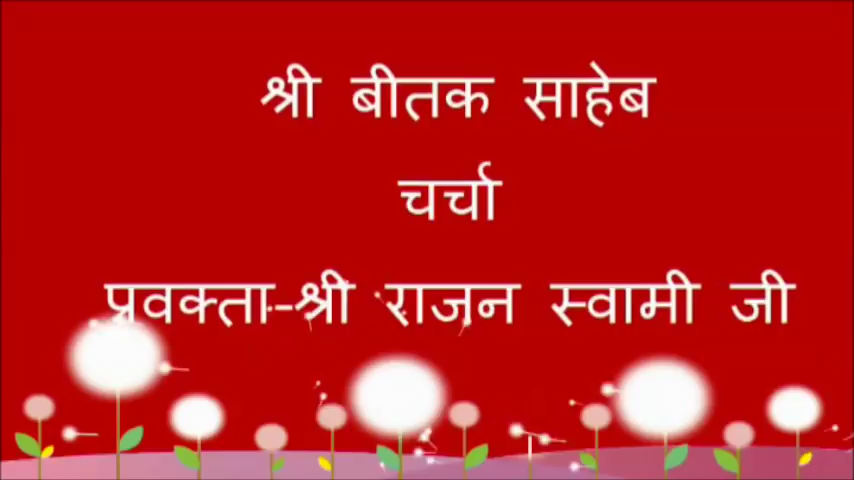 श्री बीतक साहेब
चर्चा
प्रवक्ता-श्री राजन स्वामी जी